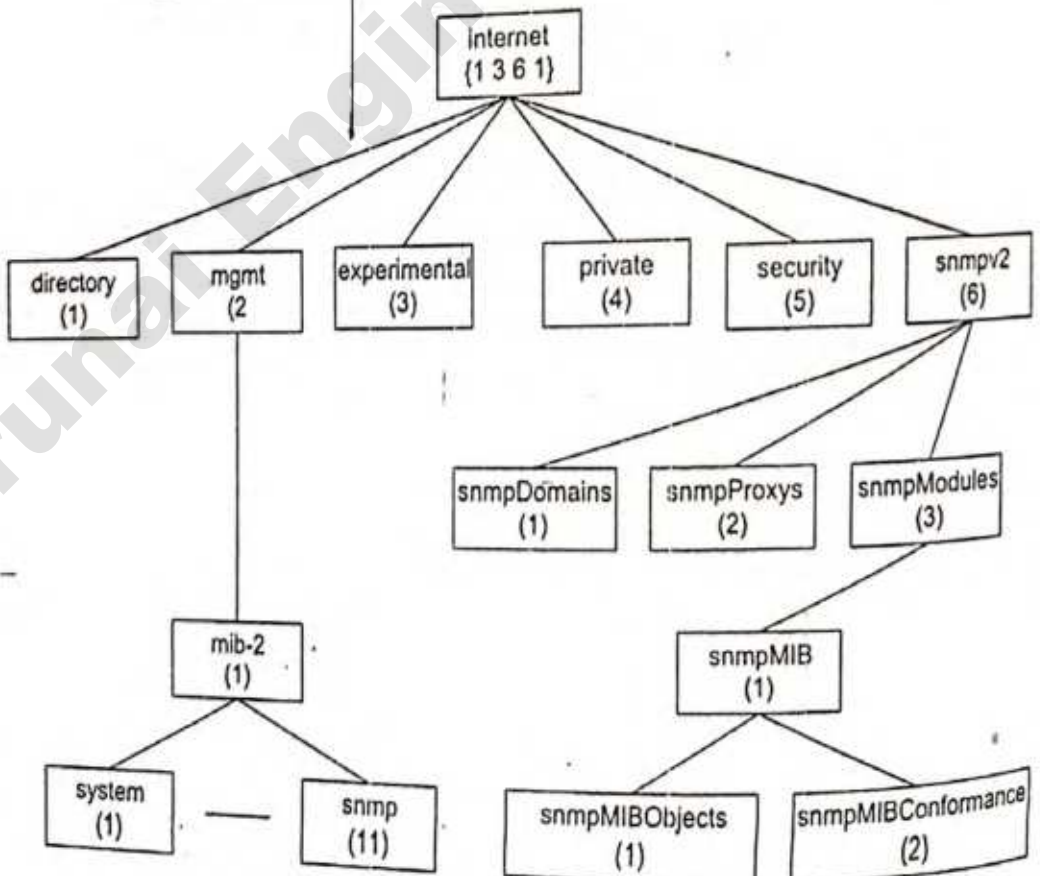 internet
{1 3 6 1}
directory
(1)
mgmt
(2
experimental
(3)
private
(4)
security
(5)
snmpv2
(6)
snmpDomains
(1)
snmpProxys
(2)
snmpModules
(3)
mib-2
(1)
snmpMIB
(1)
system
(1)
snmp
(11)
snmpMIBObjects
(1)
snmpMIBConformance
(2)